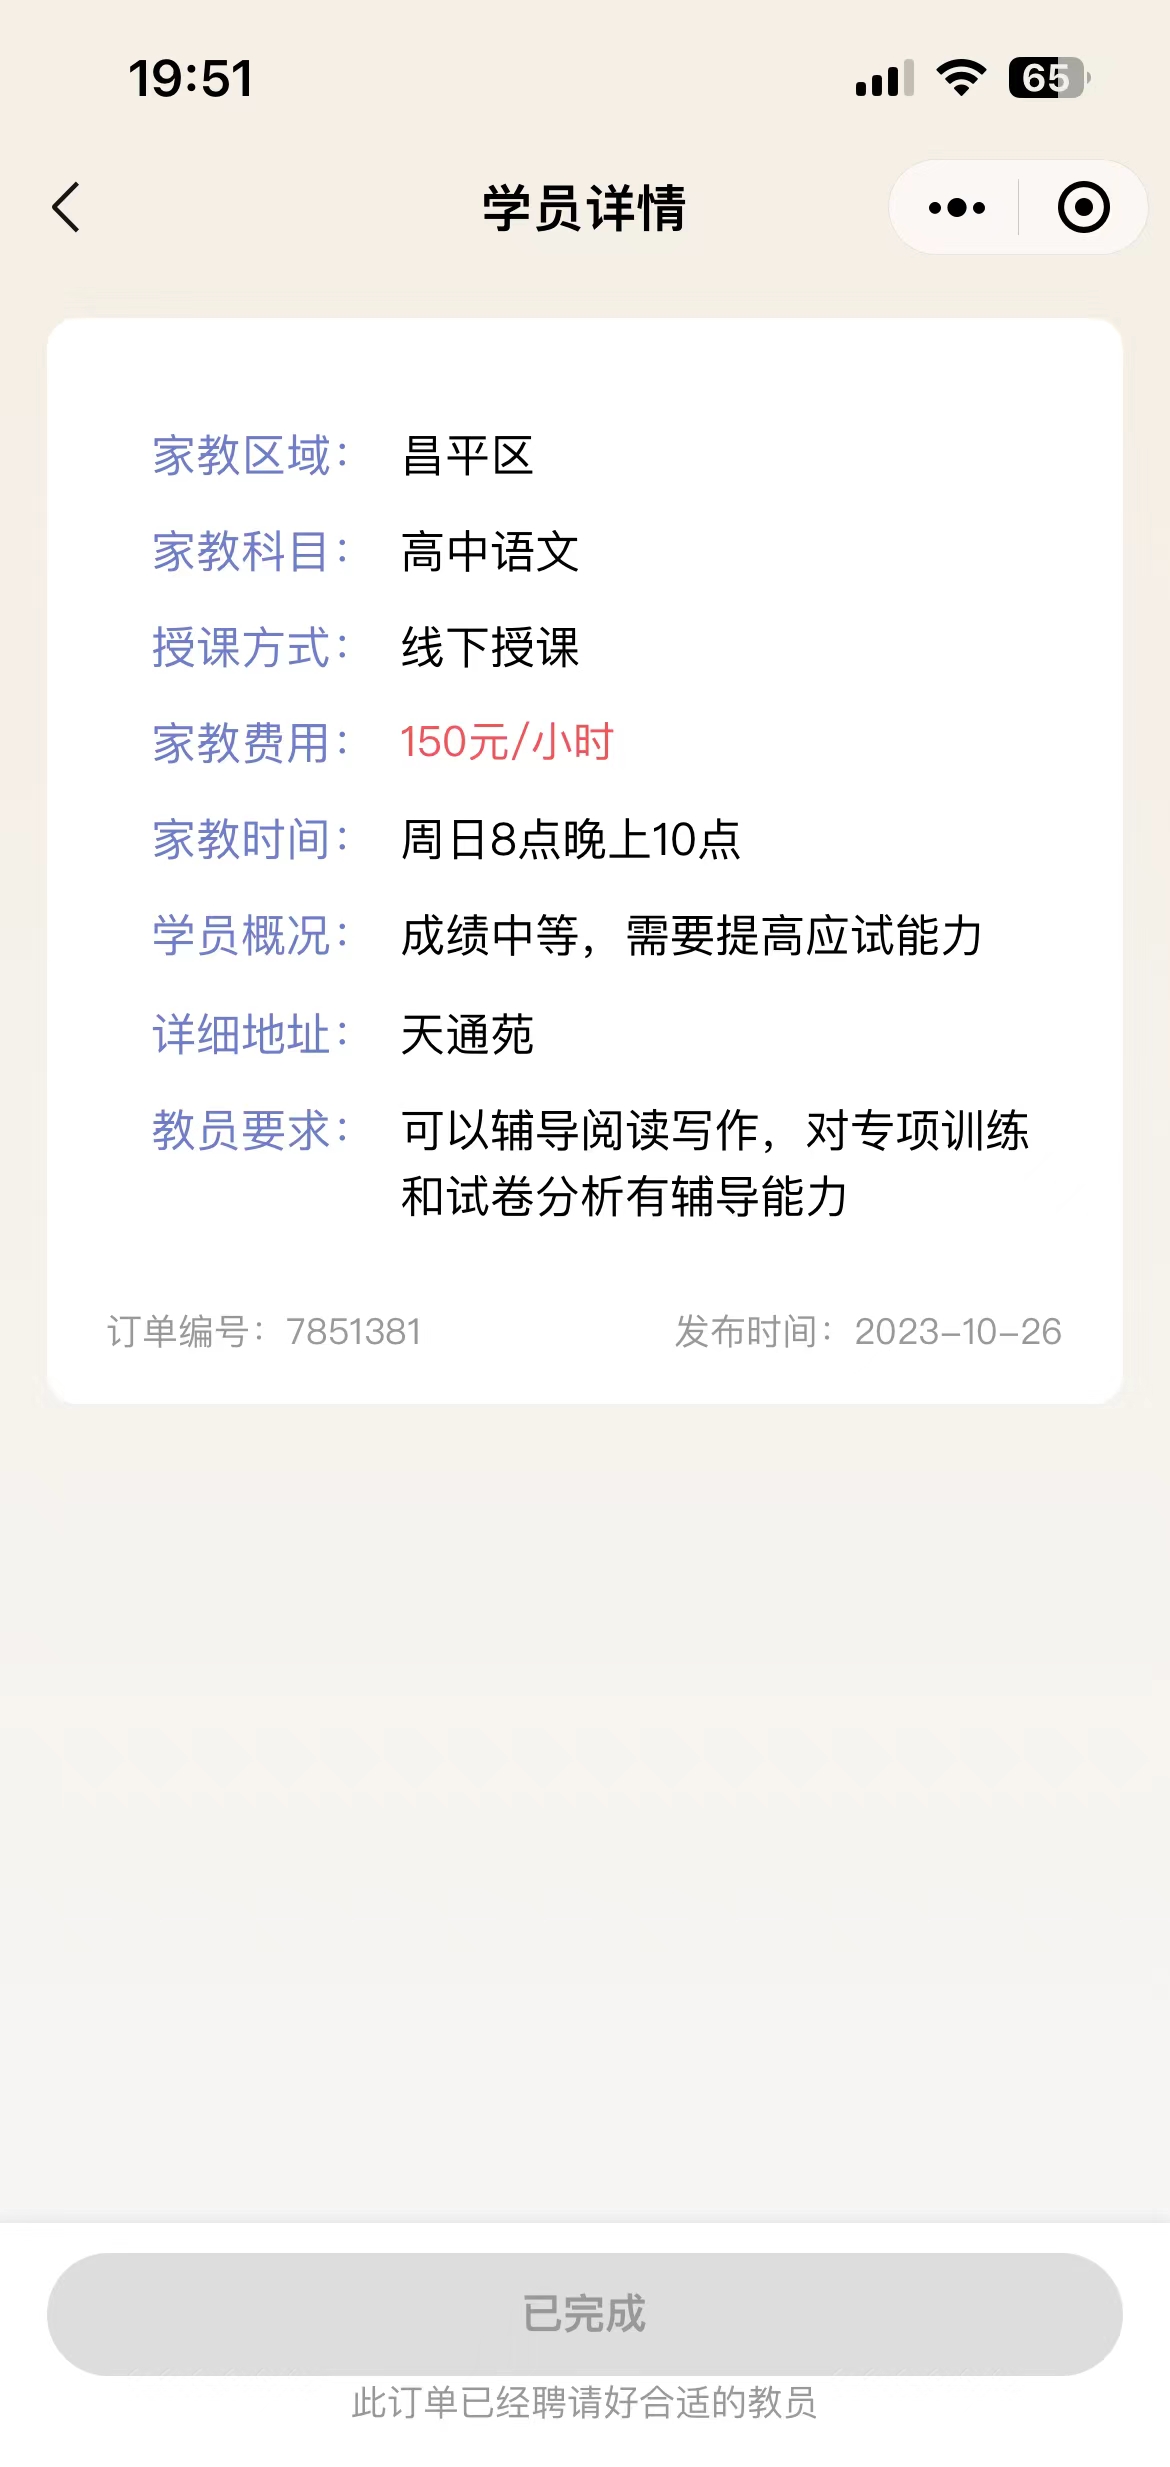 19:51
65
学员详情
家教区域： 昌平区
家教科目： 高中语文
授课方式： 线下授课
家教费用： 150元/小时
家教时间： 周日8点晚上10点
学员概况： 成绩中等，需要提高应试能力
详细地址： 天通苑
教员要求： 可以辅导阅读写作，对专项训练
和试卷分析有辅导能力
订单编号：7851381 发布时间：2023-10-26
已完成
此订单已经聘请好合适的教员